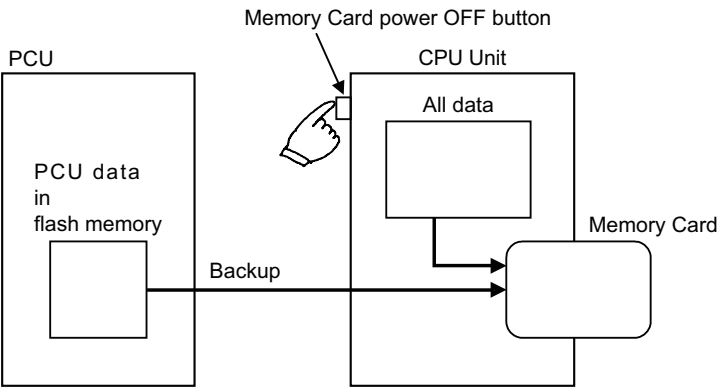 Memory Card power OFF button
PCU
CPU Unit
All data
PCU data
in
flash memory
Memory Card
Backup